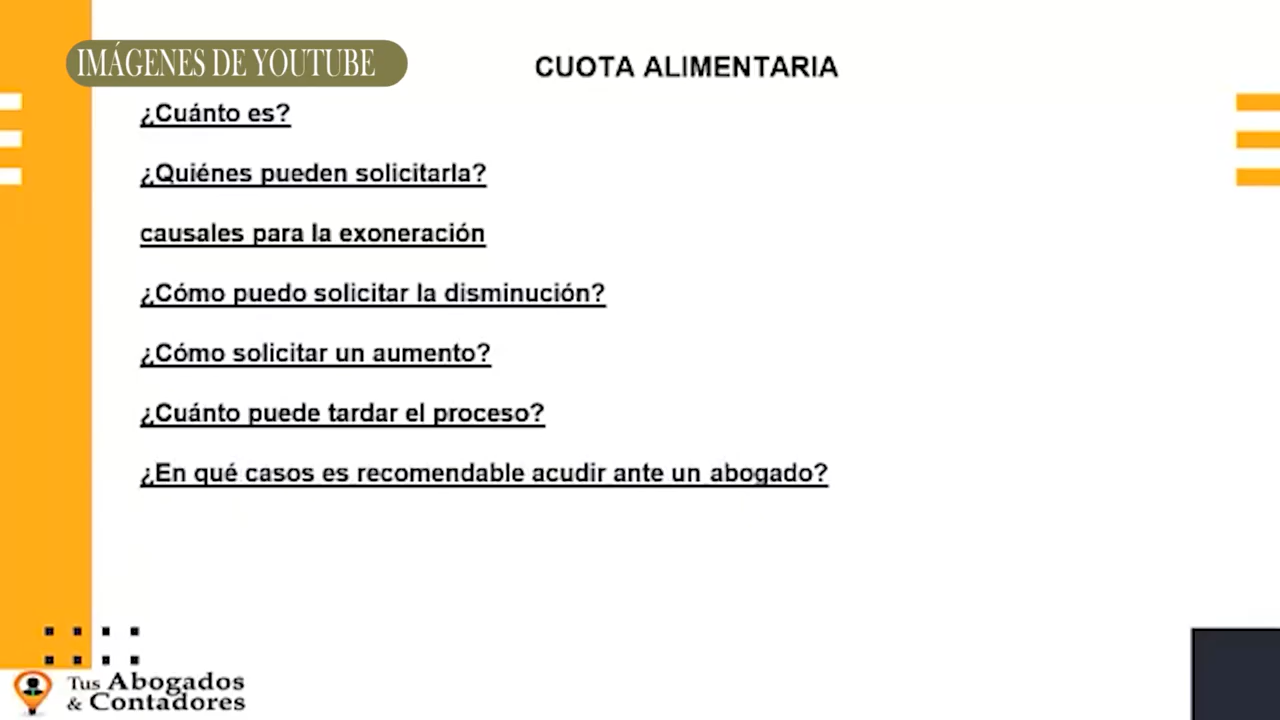 IMÁGENES DE YOUTUBE
CUOTA ALIMENTARIA
¿Cuánto es?
¿Quiénes pueden solicitarla?
causales para la exoneración
¿Cómo puedo solicitar la disminución?
¿Cómo solicitar un aumento?
¿Cuánto puede tardar el proceso?
¿En qué casos es recomendable acudir ante un abogado?
Tus Abogados
& Contadores